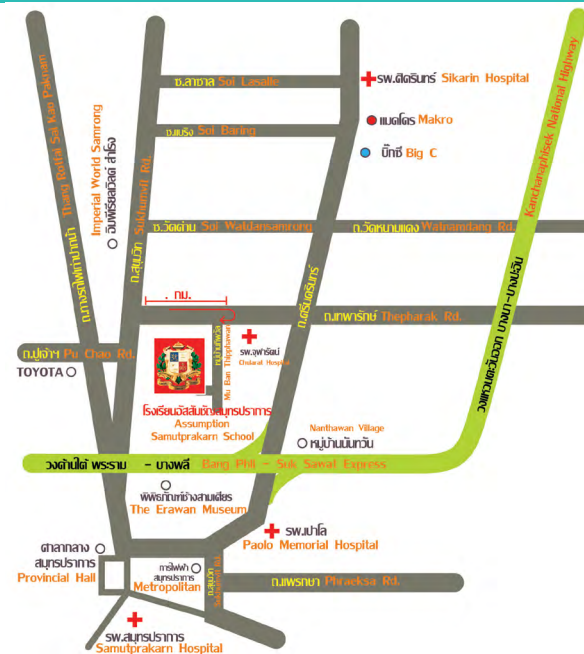 ซ.ลาซาล Soi Lasalle
รพ.ศิครินทร์ Sikarin Hospital
แมคโคร Makro
ซ.แบริ่ง Soi Baring
บิ๊กซี Big C
Thang Rotfai Sai Kao Paknam
ถ.ทางรถไฟเก่าปากน้ำ
Imperial World Samrong
อิมพีเรียลเวิลด์ สำโรง
ถ.สุขุมวิท Sukhumvit Rd.
Kanchanaphisek National Highway
วงแหวนตะวันออก บางนา-บางปะอิน
ซ.วัดด่าน Soi Watdansamrong
ถ.วัดหนามแดง Watnamdang Rd.
ถ.ศรีนครินทร์
. กม.
ถ.เทพารักษ์ Thepharak Rd.
หมู่บ้านทิพวัล
Mu Ban Thipphawan
รพ.จุฬารัตน์
Chularat Hospital
ถ.ปู่เจ้าฯ Pu Chao Rd.
TOYOTA
โรงเรียนอัสสัมชัญสมุทรปราการ
Assumption
Samutprakarn School
Nanthawan Village
หมู่บ้านนันทวัน
วงด้านใต้ พระราม - บางพลี Bang Phli - Suk Sawat Express
พิพิธภัณฑ์ช้างสามเศียร
The Erawan Museum
รพ.เปาโล
Paolo Memorial Hospital
ศาลากลาง
สมุทรปราการ
Provincial Hall
การไฟฟ้า
สมุทรปราการ
Metropolitan
ถ.สุขุมวิท
Sukhumvit Rd.
ถ.แพรกษา Phraeksa Rd.
รพ.สมุทรปราการ
Samutprakarn Hospital